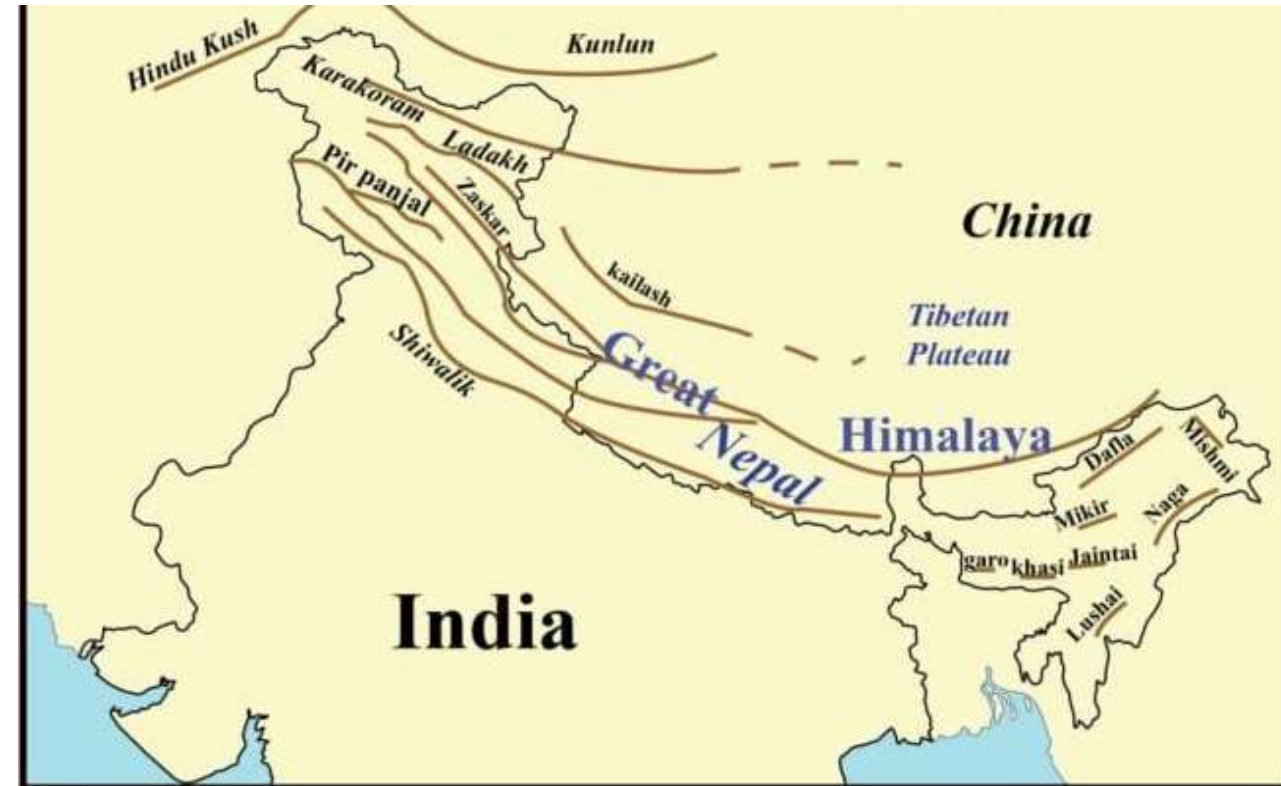 Hindu Kush
Kunlun
Karakoram
Ladakh
Pir panjal
Zaskar
China
kailash
Tibetan
Plateau
Shiwalik
Great
Himalaya
Nepal
Dafla
Mishmi
Mikir
Naga
garo
khasi
Jaintai
Lushai
India